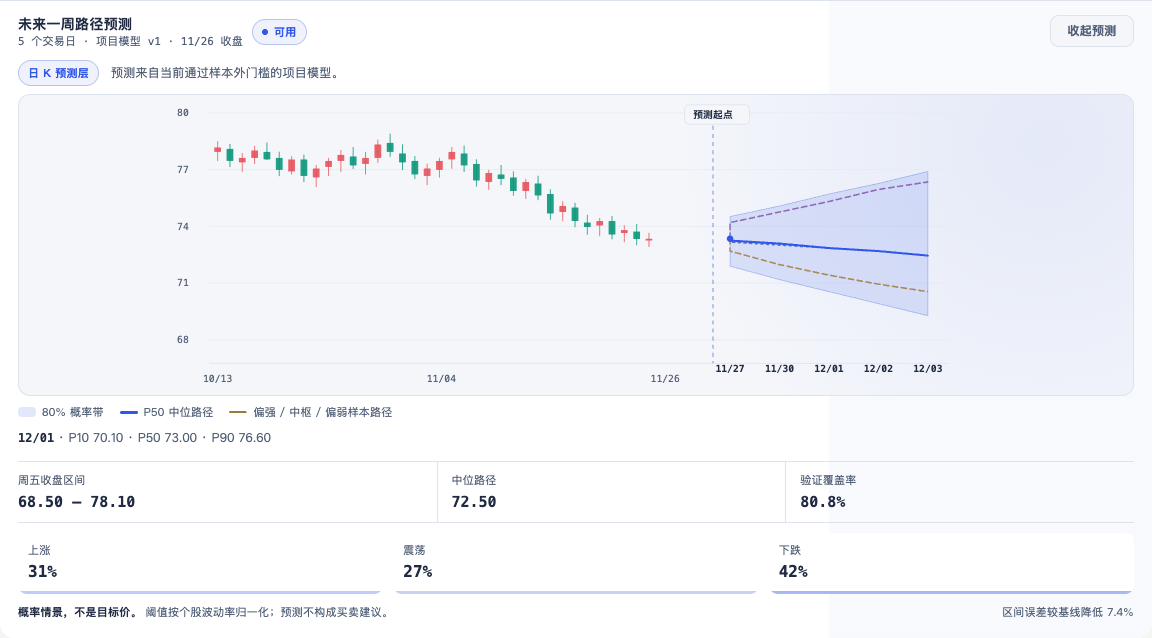 未来一周路径预测
5 个交易日 · 项目模型 v1 · 11/26 收盘
可用
收起预测
日 K 预测层
预测来自当前通过样本外门槛的项目模型。
80
77
74
71
68
预测起点
10/13
11/04
11/26
11/27
11/30
12/01
12/02
12/03
80% 概率带
P50 中位路径
偏强 / 中枢 / 偏弱样本路径
12/01 · P10 70.10 · P50 73.00 · P90 76.60
周五收盘区间
68.50 — 78.10
中位路径
72.50
验证覆盖率
80.8%
上涨
31%
震荡
27%
下跌
42%
概率情景，不是目标价。 阈值按个股波动率归一化；预测不构成买卖建议。
区间误差较基线降低 7.4%